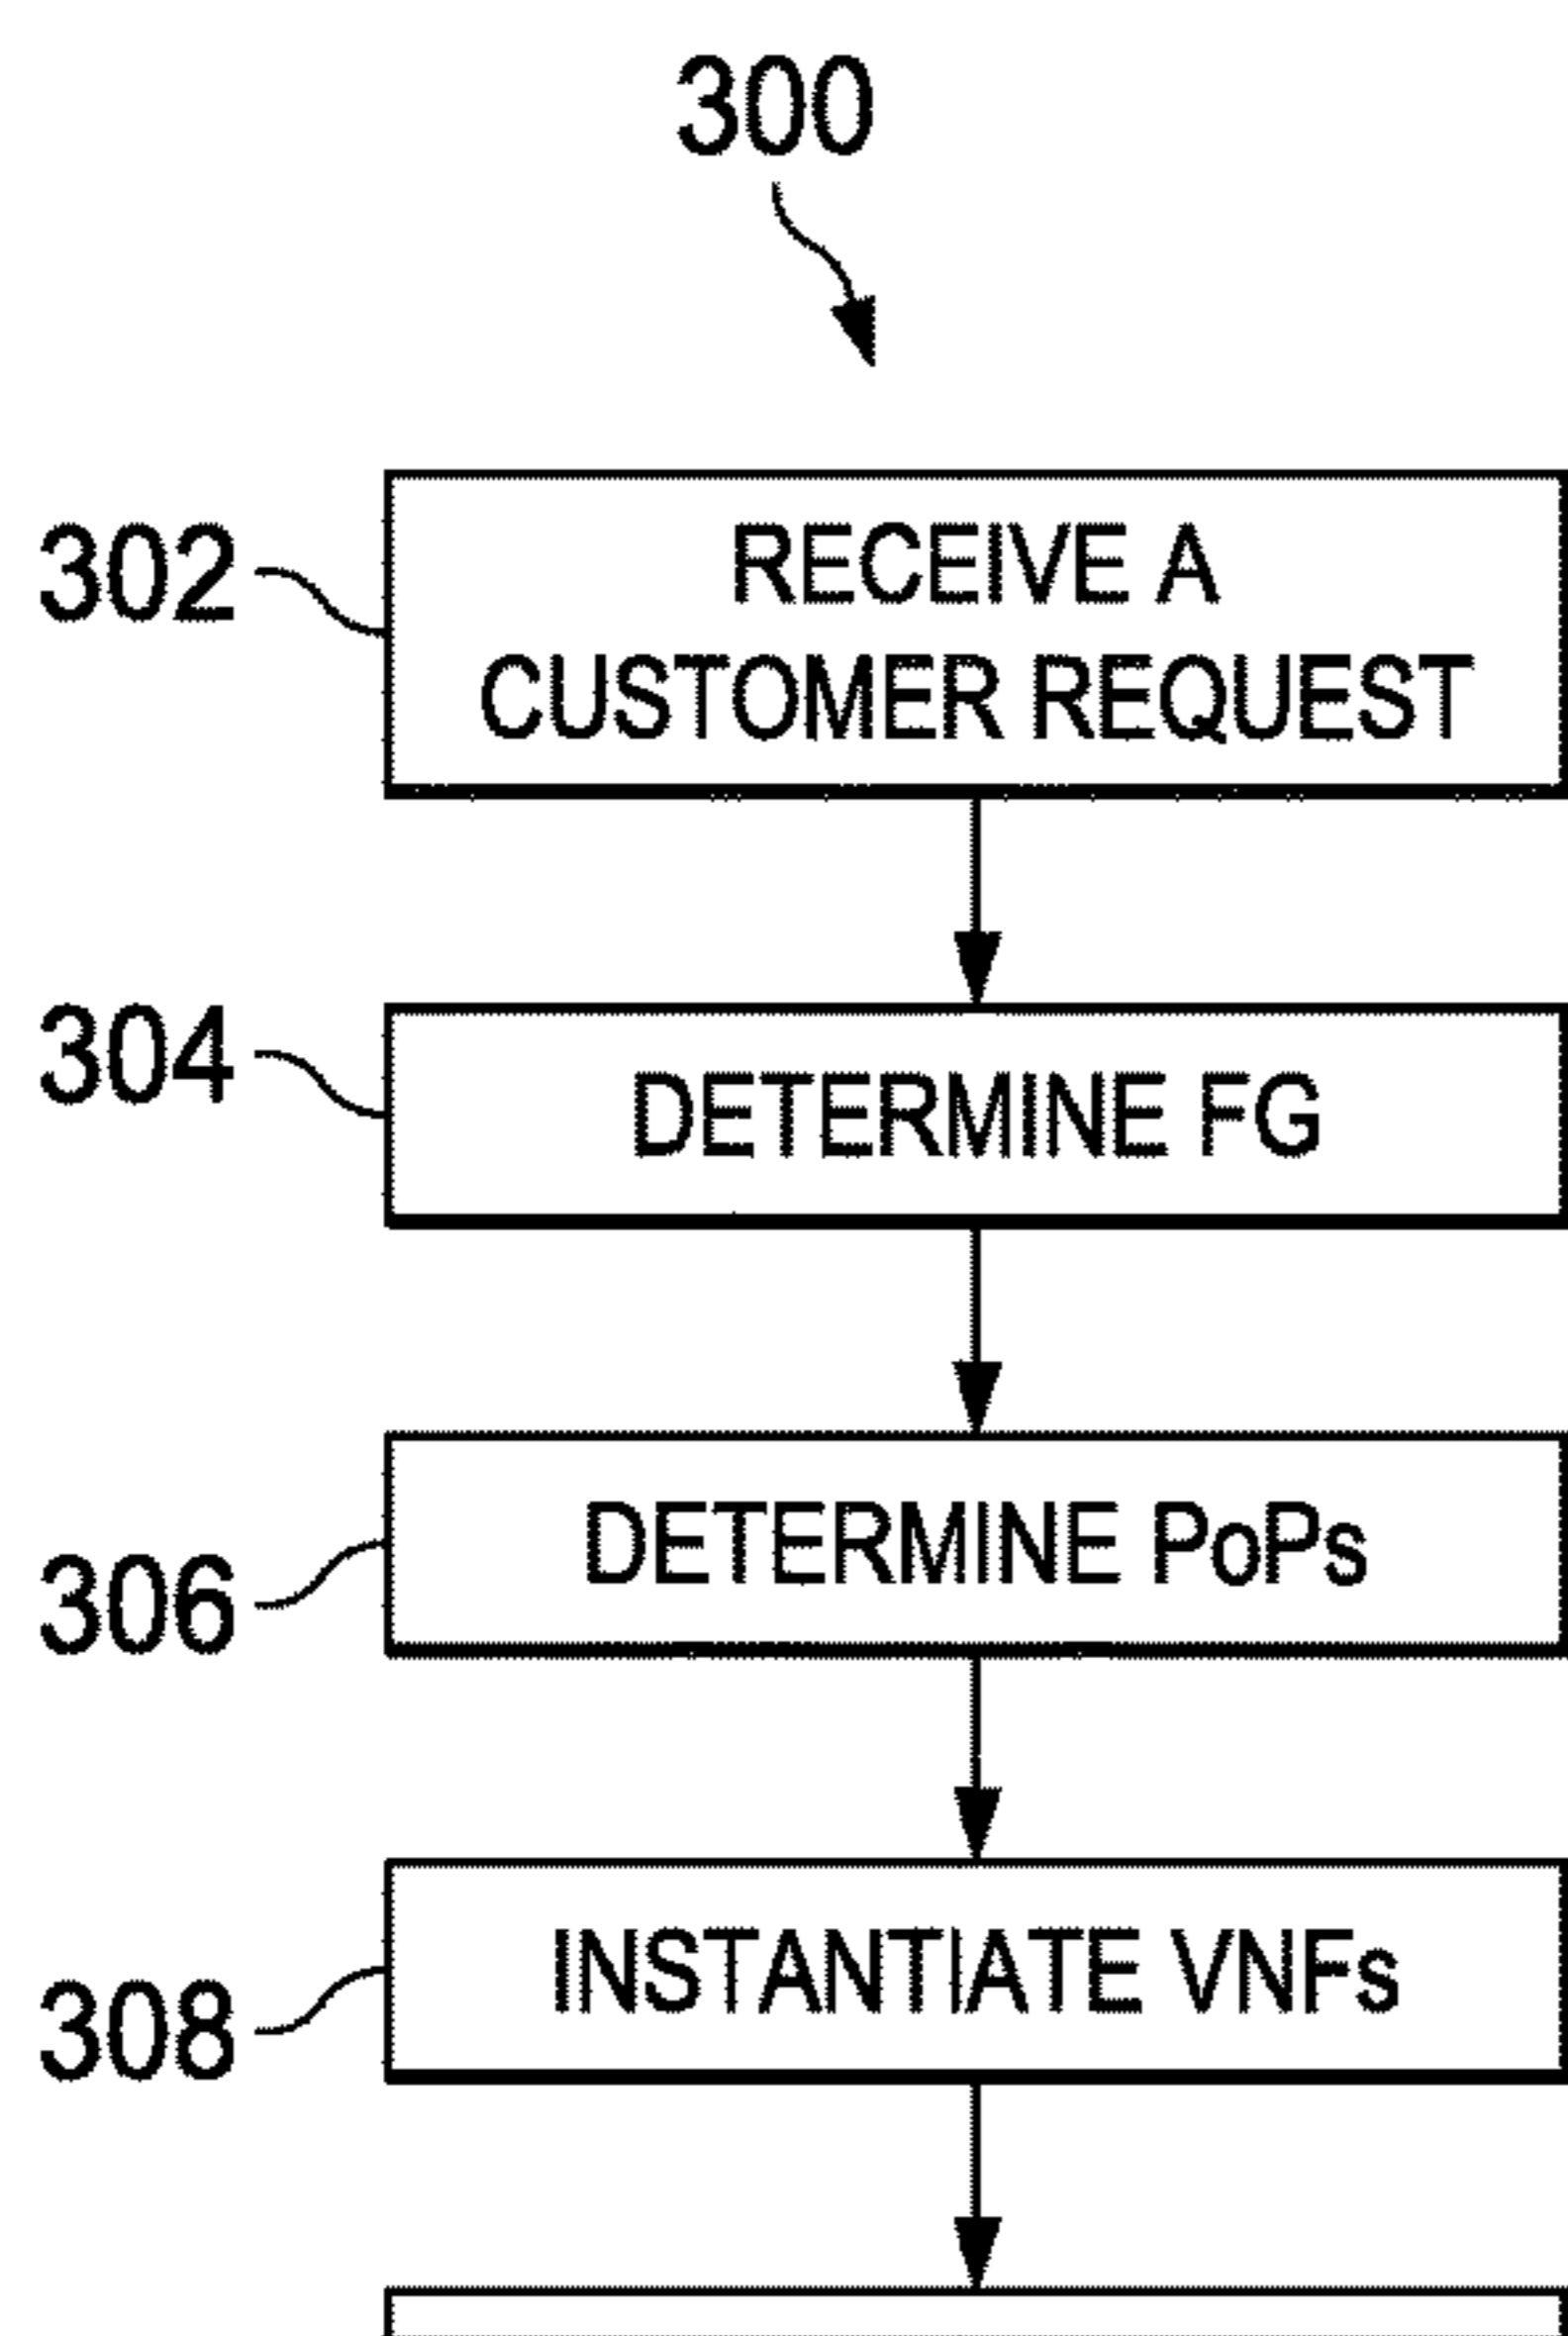 300
302
RECEIVE A
CUSTOMER REQUEST
304
DETERMINE FG
306
DETERMINE PoPs
308
INSTANTIATE VNFs